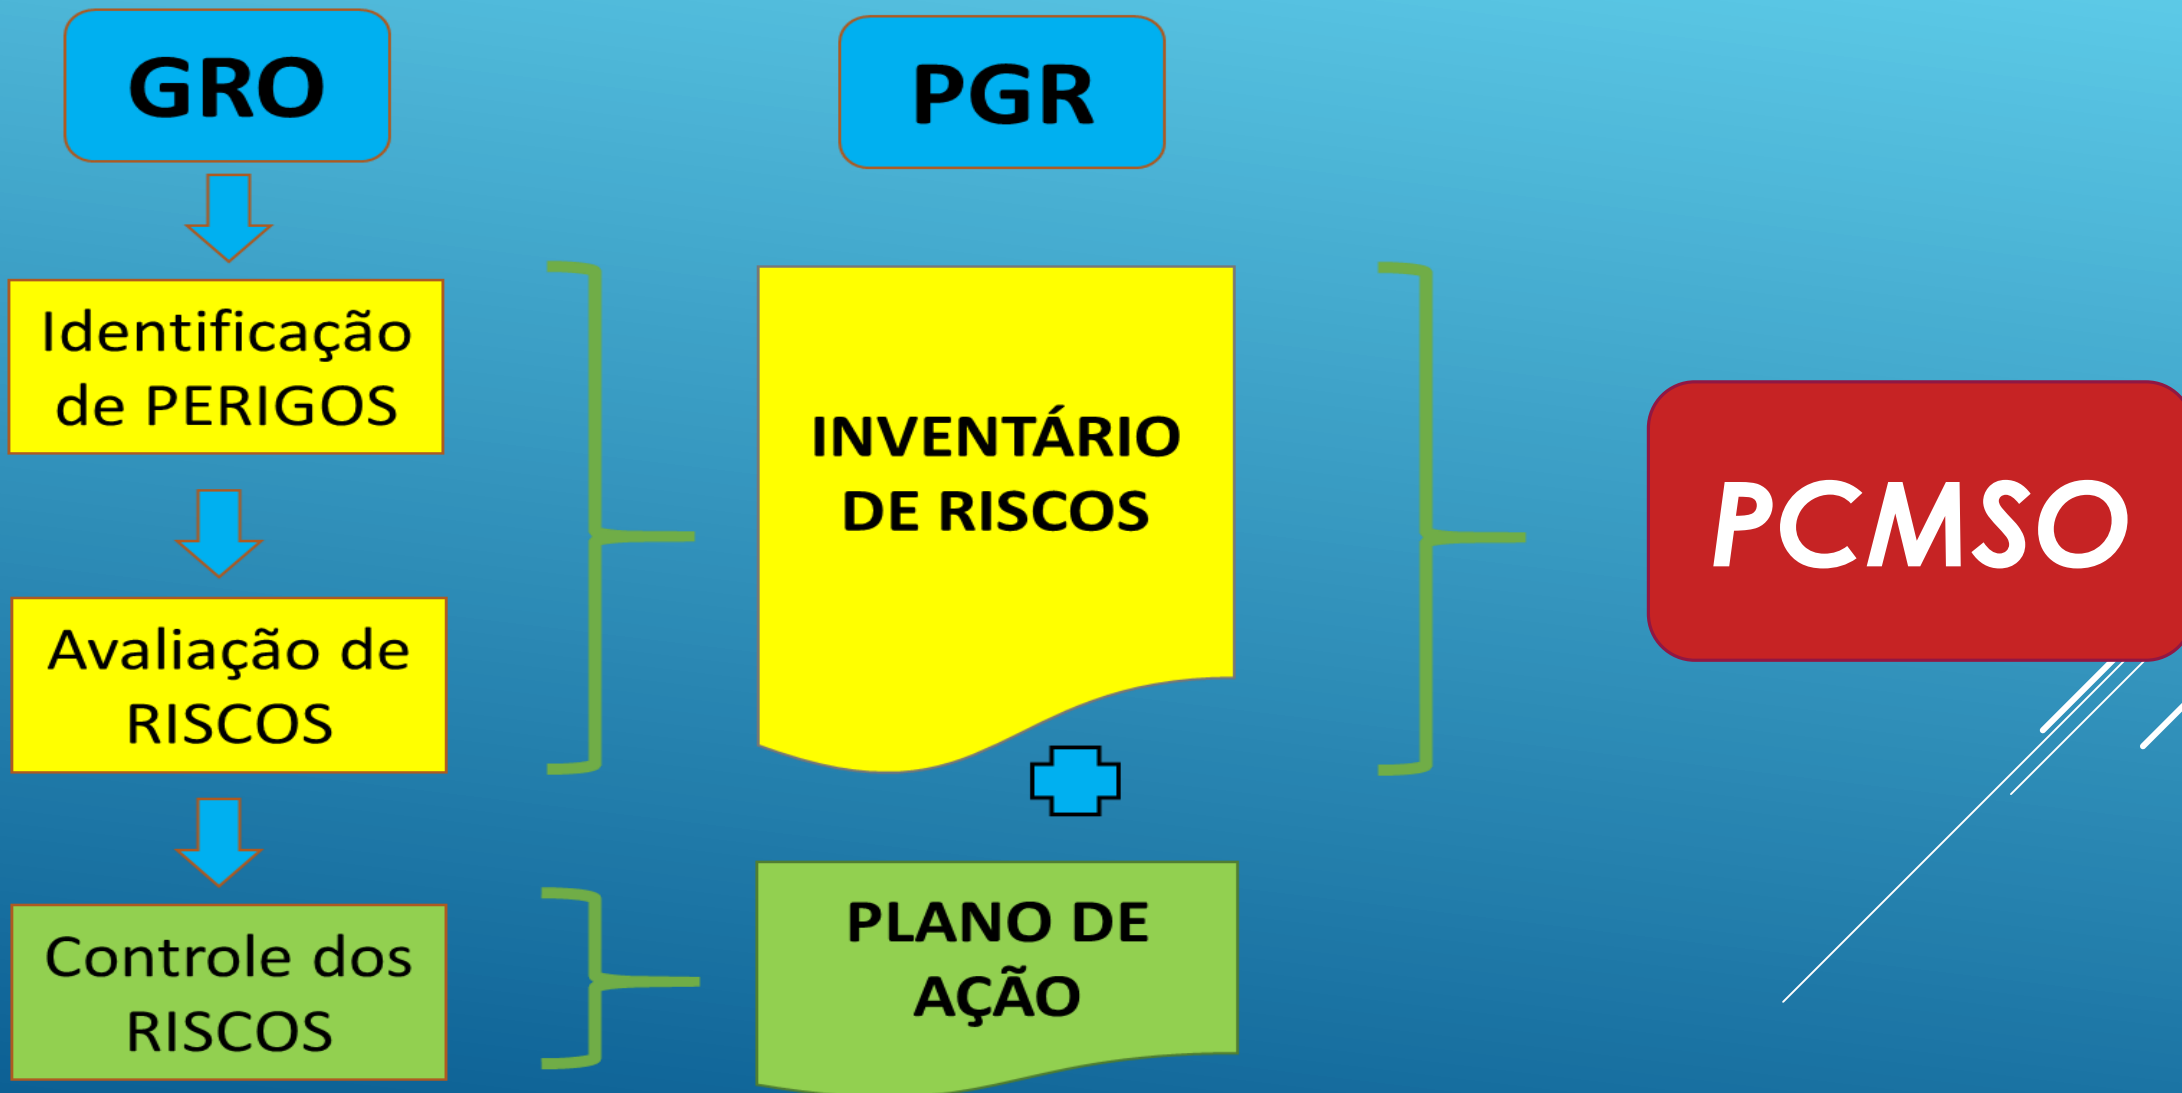 GRO
PGR
Identificação
de PERIGOS
INVENTÁRIO
DE RISCOS
PCMSO
Avaliação de
RISCOS
Controle dos
RISCOS
PLANO DE
AÇÃO